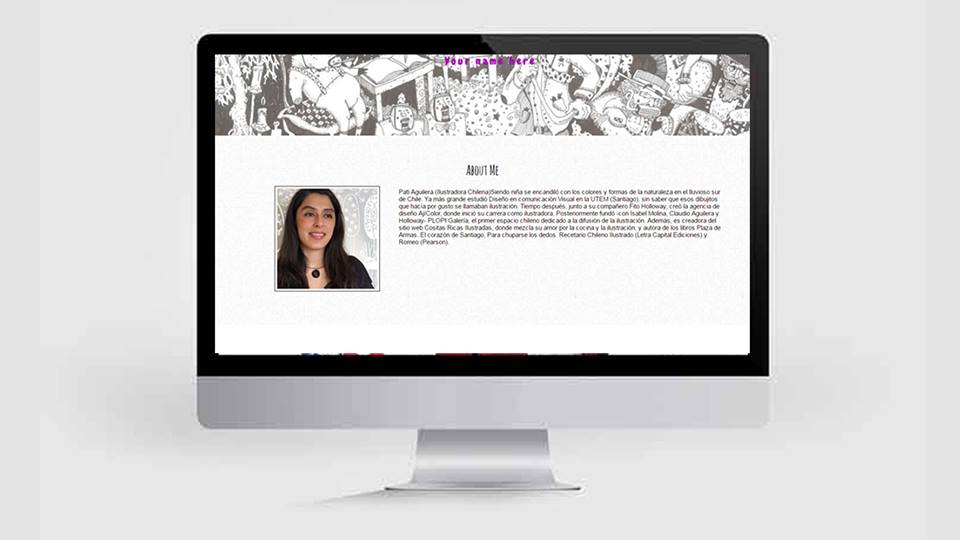 Your name here
About Me
Pati Aguilera (Ilustradora Chilena)Siendo niña se encandiló con los colores y formas de la naturaleza en el lluvioso sur
de Chile. Ya más grande estudió Diseño en comunicación Visual en la UTEM (Santiago), sin saber que esos dibujitos
que hacía por gusto se llamaban ilustración. Tiempo después, junto a su compañero Fito Holloway, creó la agencia de
diseño AjíColor, donde inició su carrera como ilustradora. Posteriormente fundó -con Isabel Molina, Claudio Aguilera y
Holloway- PLOP! Galería, el primer espacio chileno dedicado a la difusión de la ilustración. Además, es creadora del
sitio web Cositas Ricas Ilustradas, donde mezcla su amor por la cocina y la ilustración, y autora de los libros Plaza de
Armas. El corazón de Santiago, Para chuparse los dedos. Recetario Chileno Ilustrado (Letra Capital Ediciones) y
Romeo (Pearson).